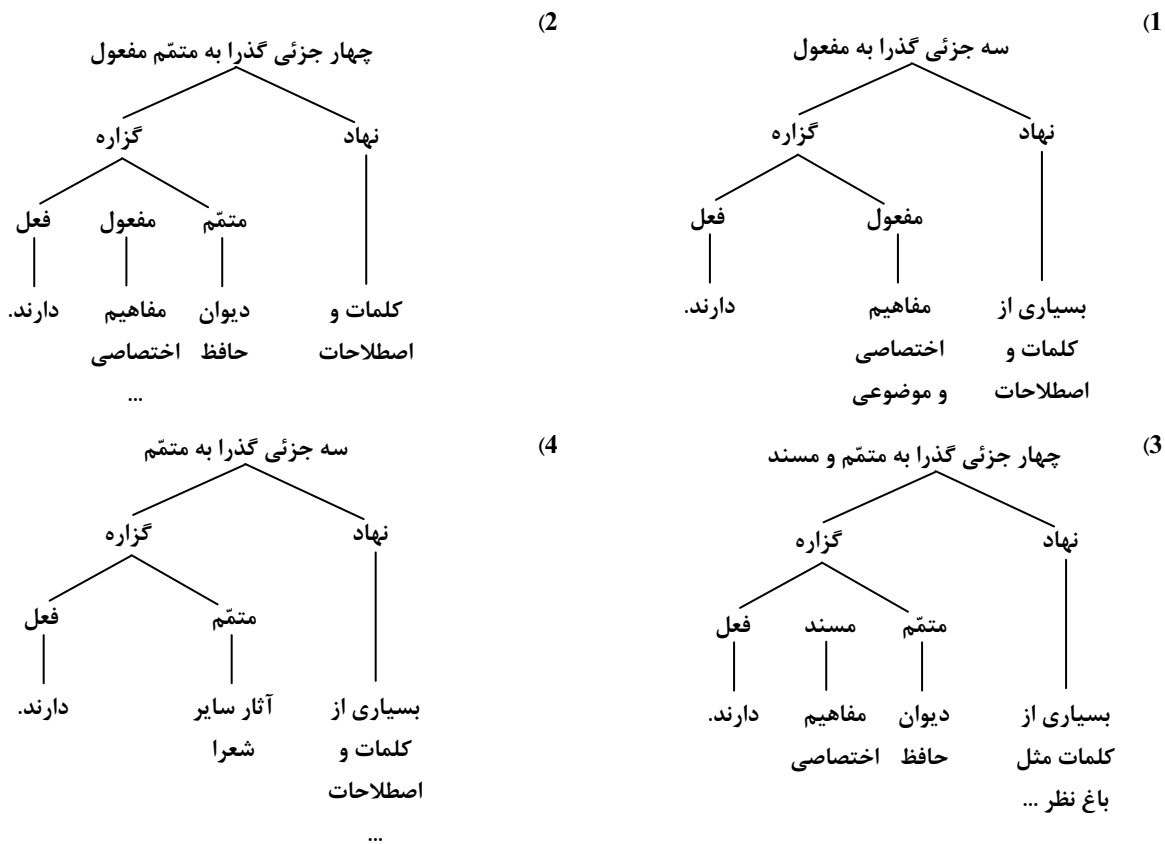 1)
سه جزئی گذرا به مفعول
نهاد
گزاره
مفعول
فعل
بسیاری از
کلمات و
اصطلاحات
مفاهیم
اختصاصی
و موضوعی
دارند.
2)
چهار جزئی گذرا به متمّم مفعول
نهاد
گزاره
متمّم
مفعول
فعل
کلمات و
اصطلاحات
دیوان
حافظ
مفاهیم
اختصاصی
...
دارند.
3)
چهار جزئی گذرا به متمّم و مسند
نهاد
گزاره
متمّم
مسند
فعل
بسیاری از
کلمات مثل
باغ نظر ...
دیوان
حافظ
مفاهیم
اختصاصی
دارند.
4)
سه جزئی گذرا به متمّم
نهاد
گزاره
متمّم
فعل
بسیاری از
کلمات و
اصطلاحات
...
آثار سایر
شعرا
دارند.